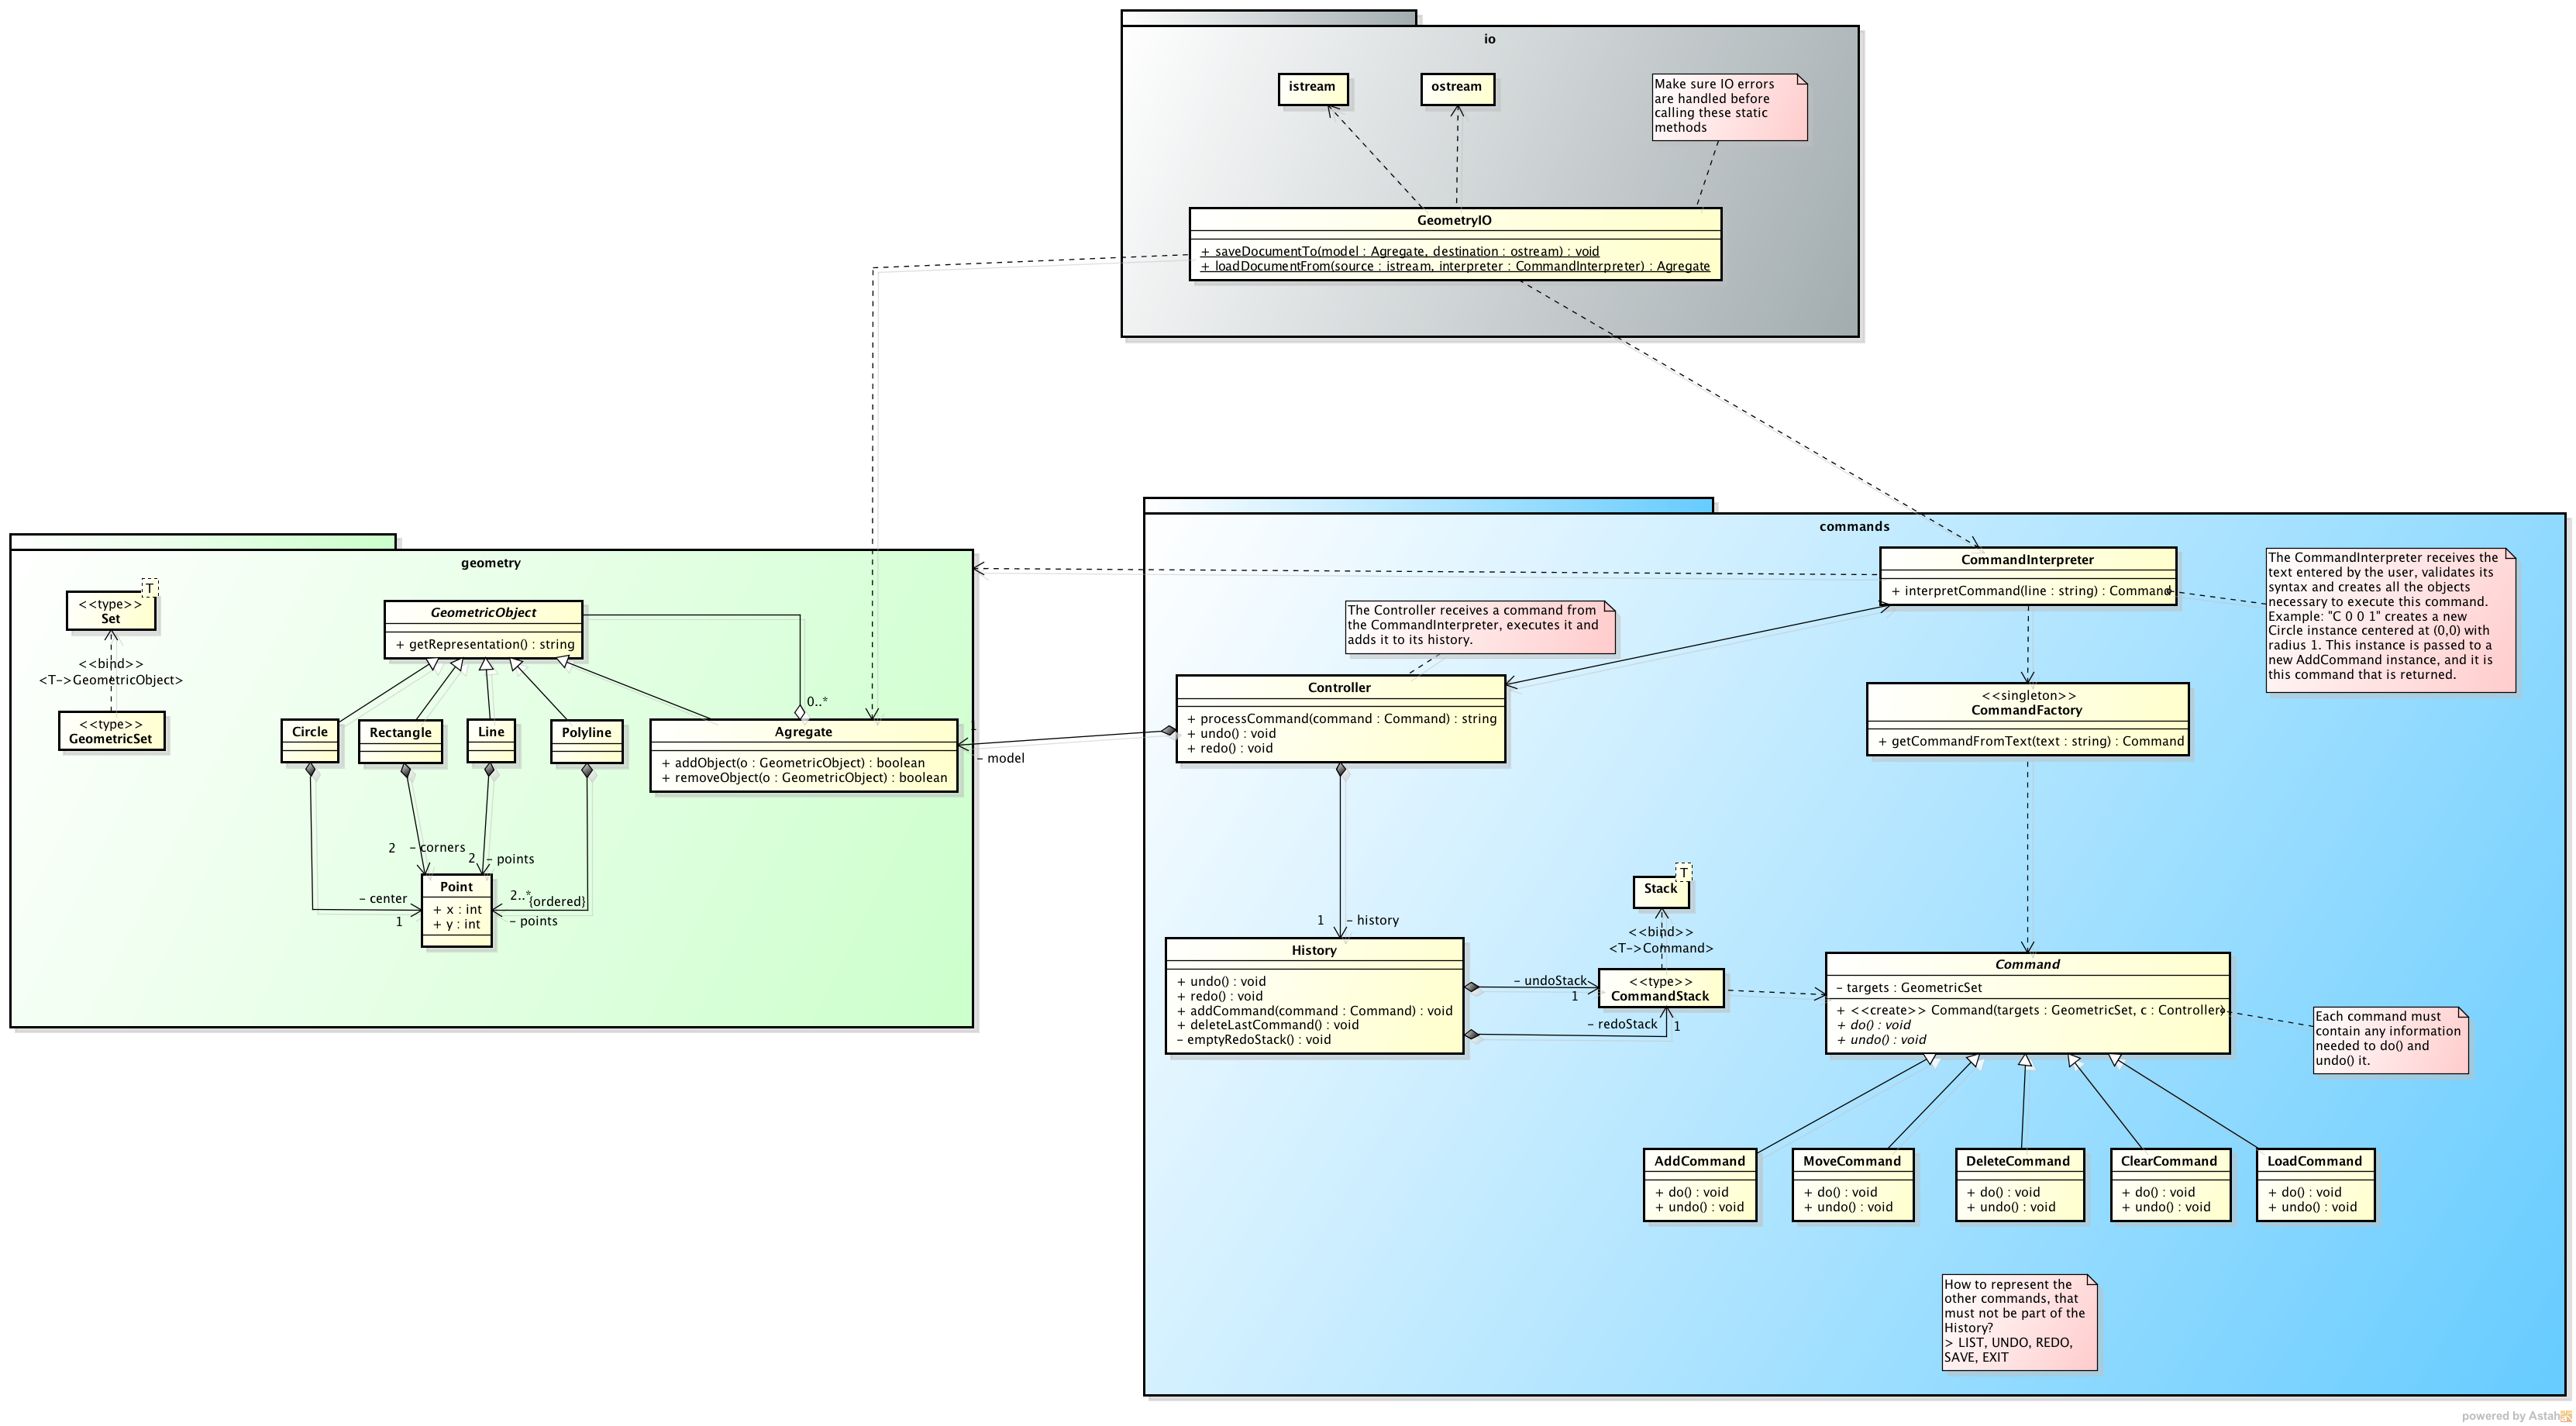 io
istream
ostream
Make sure IO errors
are handled before
calling these static
methods
GeometryIO
+ saveDocumentTo(model : Agregate, destination : ostream) : void
+ loadDocumentFrom(source : istream, interpreter : CommandInterpreter) : Agregate
geometry
T
<<type>>
Set
<<bind>>
<T->GeometricObject>
<<type>>
GeometricSet
GeometricObject
+ getRepresentation() : string
0..*
Circle
Rectangle
Line
Polyline
Agregate
+ addObject(o : GeometricObject) : boolean
+ removeObject(o : GeometricObject) : boolean
1
- model
2
- corners
2
- points
Point
+ x : int
+ y : int
- center
1
2..*
{ordered}
- points
commands
CommandInterpreter
+ interpretCommand(line : string) : Command
The CommandInterpreter receives the
text entered by the user, validates its
syntax and creates all the objects
necessary to execute this command.
Example: "C 0 0 1" creates a new
Circle instance centered at (0,0) with
radius 1. This instance is passed to a
new AddCommand instance, and it is
this command that is returned.
The Controller receives a command from
the CommandInterpreter, executes it and
adds it to its history.
Controller
+ processCommand(command : Command) : string
+ undo() : void
+ redo() : void
<<singleton>>
CommandFactory
+ getCommandFromText(text : string) : Command
1
- history
History
+ undo() : void
+ redo() : void
+ addCommand(command : Command) : void
+ deleteLastCommand() : void
- emptyRedoStack() : void
T
Stack
<<bind>>
<T->Command>
- undoStack
1
<<type>>
CommandStack
- redoStack
1
Command
- targets : GeometricSet
+ <<create>> Command(targets : GeometricSet, c : Controller)
+ do() : void
+ undo() : void
Each command must
contain any information
needed to do() and
undo() it.
AddCommand
+ do() : void
+ undo() : void
MoveCommand
+ do() : void
+ undo() : void
DeleteCommand
+ do() : void
+ undo() : void
ClearCommand
+ do() : void
+ undo() : void
LoadCommand
+ do() : void
+ undo() : void
How to represent the
other commands, that
must not be part of the
History?
> LIST, UNDO, REDO,
SAVE, EXIT
powered by Astah